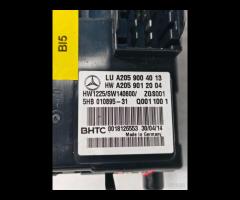 BI5
LU A205 900 40 13
HW A205 901 20 04
HW1225/SW140600/ ZGS001
5HB 010895-31 Q001 100 1
BHTC 0018126553 30/04/14
Made in Germany